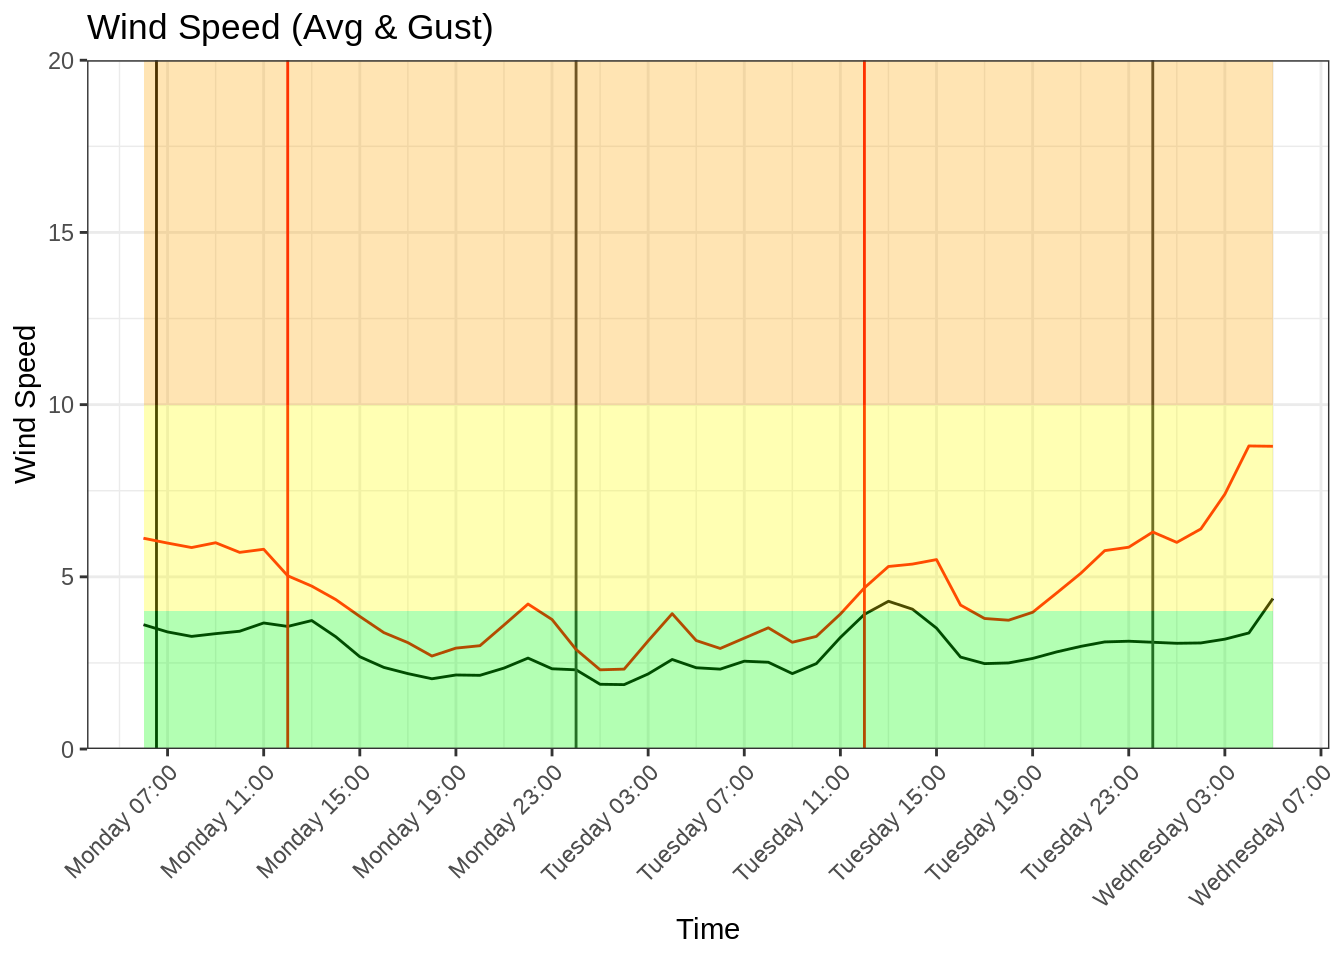 Wind Speed (Avg & Gust)
20
15
10
5
0
Wind Speed
Monday 07:00
Monday 11:00
Monday 15:00
Monday 19:00
Monday 23:00
Tuesday 03:00
Tuesday 07:00
Tuesday 11:00
Tuesday 15:00
Tuesday 19:00
Tuesday 23:00
Wednesday 03:00
Wednesday 07:00
Time